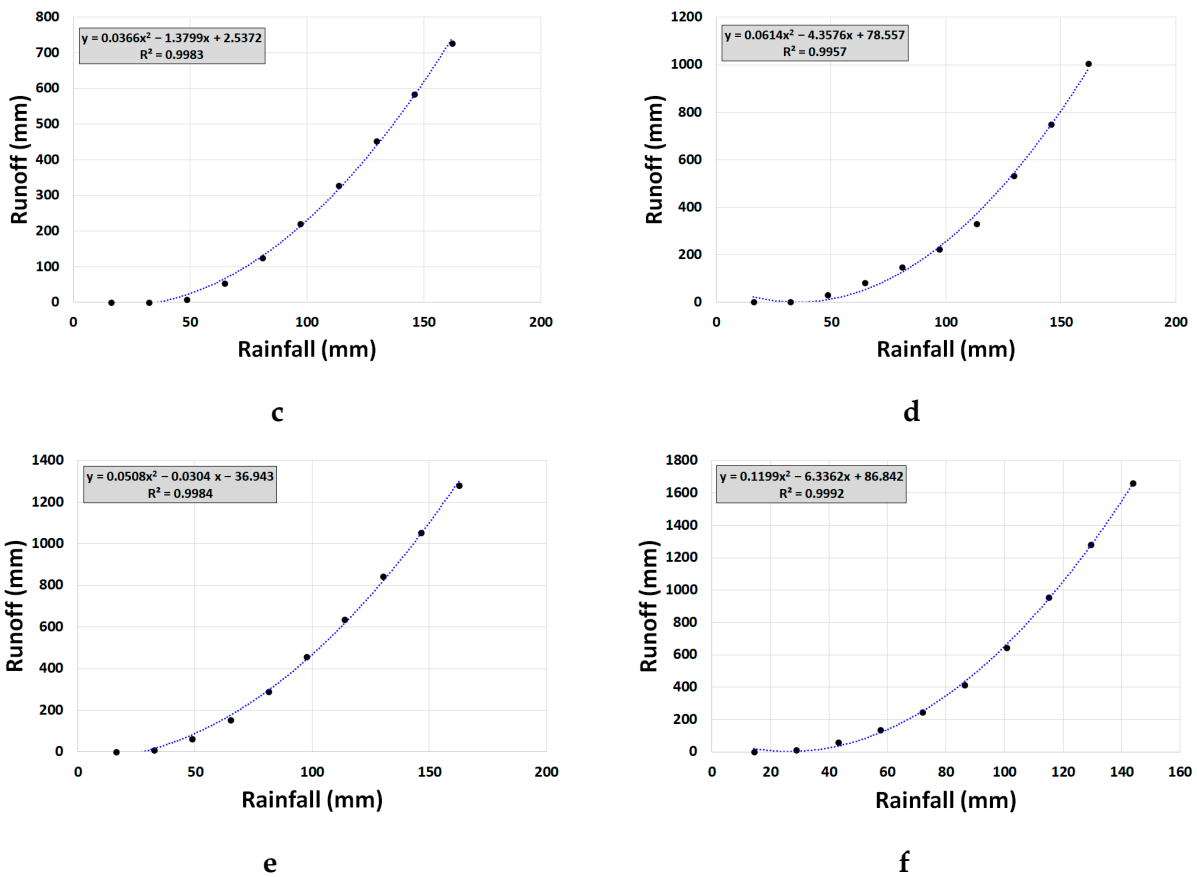 y = 0.0366x² − 1.3799x + 2.5372
R² = 0.9983
800
700
600
500
400
300
200
100
0
0 50 100 150 200
Runoff (mm)
Rainfall (mm)
c
y = 0.0614x² − 4.3576x + 78.557
R² = 0.9957
1200
1000
800
600
400
200
0
0 50 100 150 200
Runoff (mm)
Rainfall (mm)
d
y = 0.0508x² − 0.0304 x − 36.943
R² = 0.9984
1400
1200
1000
800
600
400
200
0
0 50 100 150 200
Runoff (mm)
Rainfall (mm)
e
y = 0.1199x² − 6.3362x + 86.842
R² = 0.9992
1800
1600
1400
1200
1000
800
600
400
200
0
0 20 40 60 80 100 120 140 160
Runoff (mm)
Rainfall (mm)
f